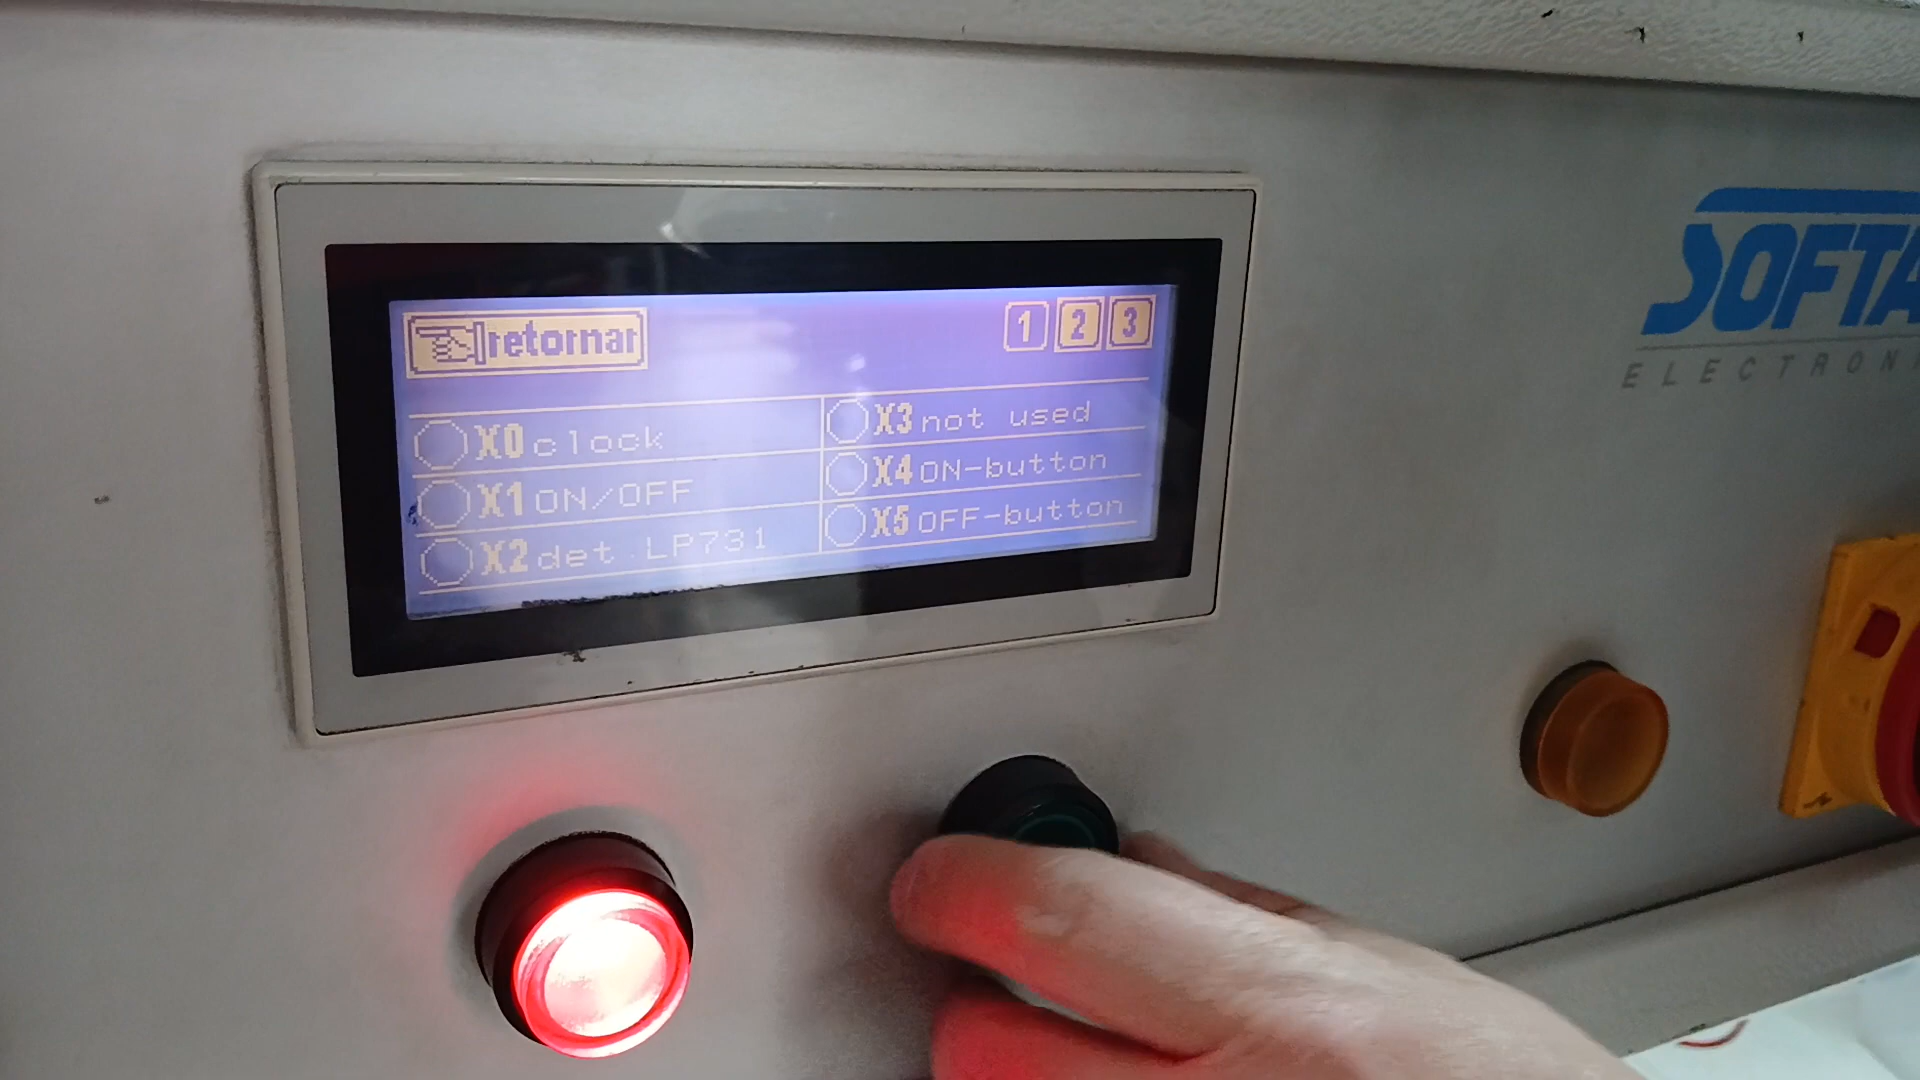 retornar
1 2 3
X0 clock
X1 ON/OFF
X2 det.LP731
X3 not used
X4 ON-button
X5 OFF-button
SOFTA
ELECTRON